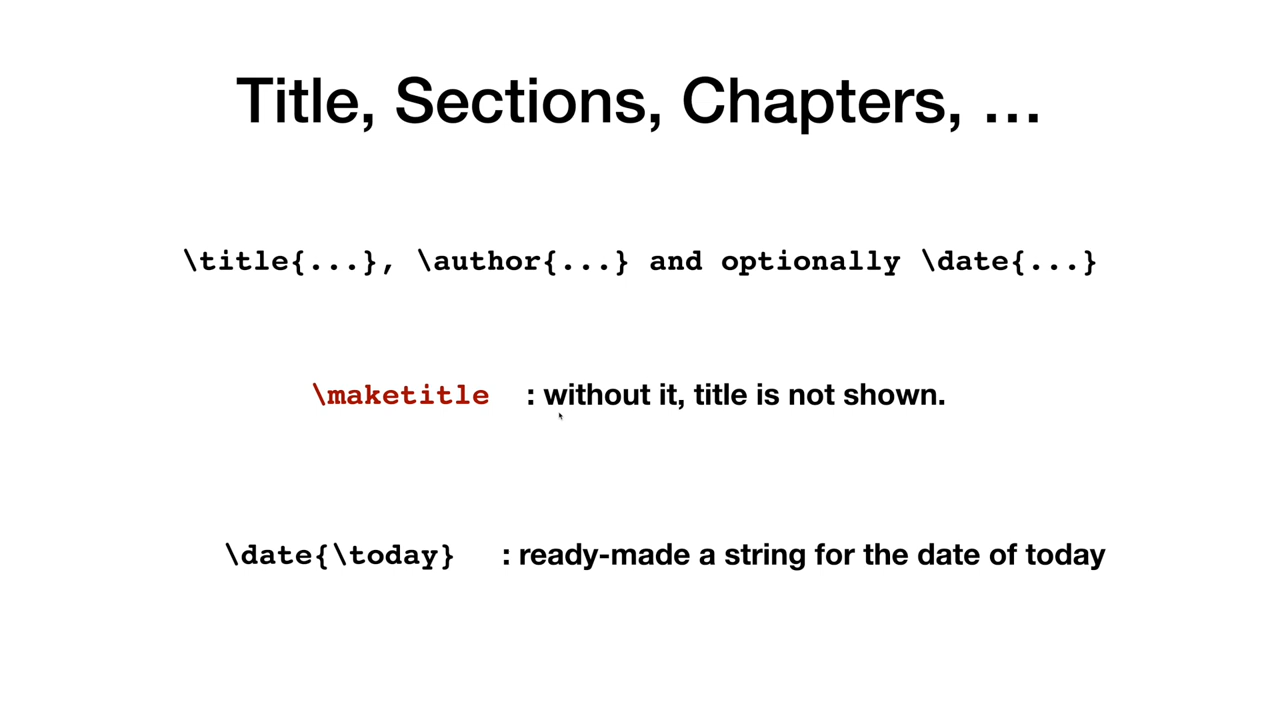 Title, Sections, Chapters, …
\title{...}, \author{...} and optionally \date{...}
\maketitle : without it, title is not shown.
\date{\today} : ready-made a string for the date of today